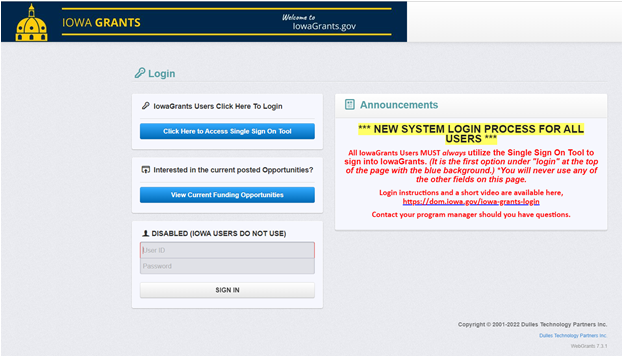 IOWA GRANTS
Welcome to
IowaGrants.gov
Login
IowaGrants Users Click Here To Login
Click Here to Access Single Sign On Tool
Interested in the current posted Opportunities?
View Current Funding Opportunities
DISABLED (IOWA USERS DO NOT USE)
User ID
Password
SIGN IN
Announcements
*** NEW SYSTEM LOGIN PROCESS FOR ALL
USERS ***
All IowaGrants Users MUST always utilize the Single Sign On Tool to
sign into IowaGrants. (It is the first option under "login" at the top
of the page with the blue background.) *You will never use any of
the other fields on this page.
Login instructions and a short video are available here,
https://dom.iowa.gov/iowa-grants-login
Contact your program manager should you have questions.
Copyright © 2001-2022 Dulles Technology Partners Inc.
Dulles Technology Partners Inc.
WebGrants 7.3.1